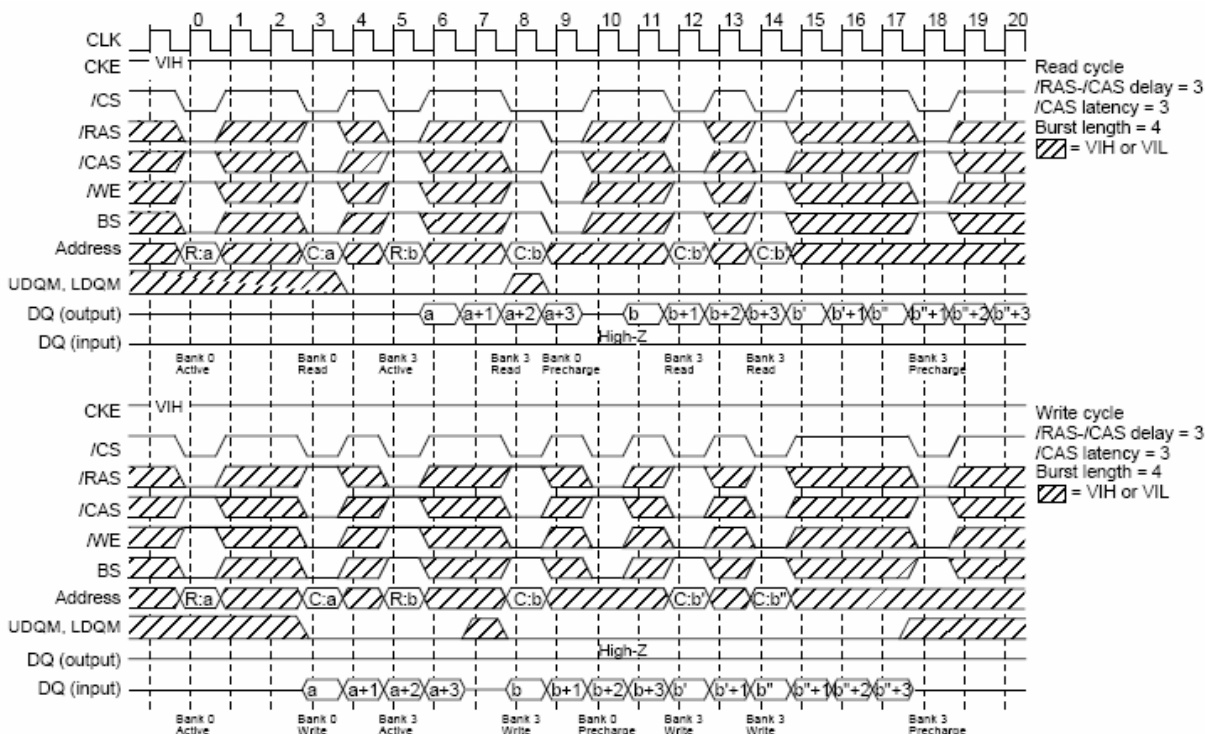 0 1 2 3 4 5 6 7 8 9 10 11 12 13 14 15 16 17 18 19 20
CLK
CKE VIH
/CS
/RAS
/CAS
/WE
BS
Address R:a C:a R:b C:b C:b' C:b"
UDQM, LDQM
DQ (output) a a+1 a+2 a+3 b b+1 b+2 b+3 b' b'+1 b" b"+1 b"+2 b"+3
DQ (input) High-Z
Bank 0 Active
Bank 0 Read
Bank 3 Active
Bank 3 Read
Bank 0 Precharge
Bank 3 Read
Bank 3 Read
Bank 3 Precharge
Read cycle
/RAS-/CAS delay = 3
/CAS latency = 3
Burst length = 4
= VIH or VIL
CKE VIH
/CS
/RAS
/CAS
/WE
BS
Address R:a C:a R:b C:b C:b' C:b"
UDQM, LDQM
DQ (output) High-Z
DQ (input) a a+1 a+2 a+3 b b+1 b+2 b+3 b' b'+1 b" b"+1 b"+2 b"+3
Bank 0 Active
Bank 0 Write
Bank 3 Active
Bank 3 Write
Bank 0 Precharge
Bank 3 Write
Bank 3 Write
Bank 3 Precharge
Write cycle
/RAS-/CAS delay = 3
/CAS latency = 3
Burst length = 4
= VIH or VIL